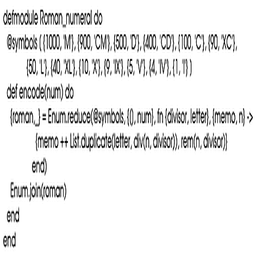 defmodule Roman_numeral do
@symbols [ {1000, 'M'}, {900, 'CM'}, {500, 'D'}, {400, 'CD'}, {100, 'C'}, {90, 'XC'},
{50, 'L'}, {40, 'XL'}, {10, 'X'}, {9, 'IX'}, {5, 'V'}, {4, 'IV'}, {1, 'I'} ]
def encode(num) do
{roman,_} = Enum.reduce(@symbols, {[], num}, fn {divisor, letter}, {memo, n} ->
{memo ++ List.duplicate(letter, div(n, divisor)), rem(n, divisor)}
end)
Enum.join(roman)
end
end